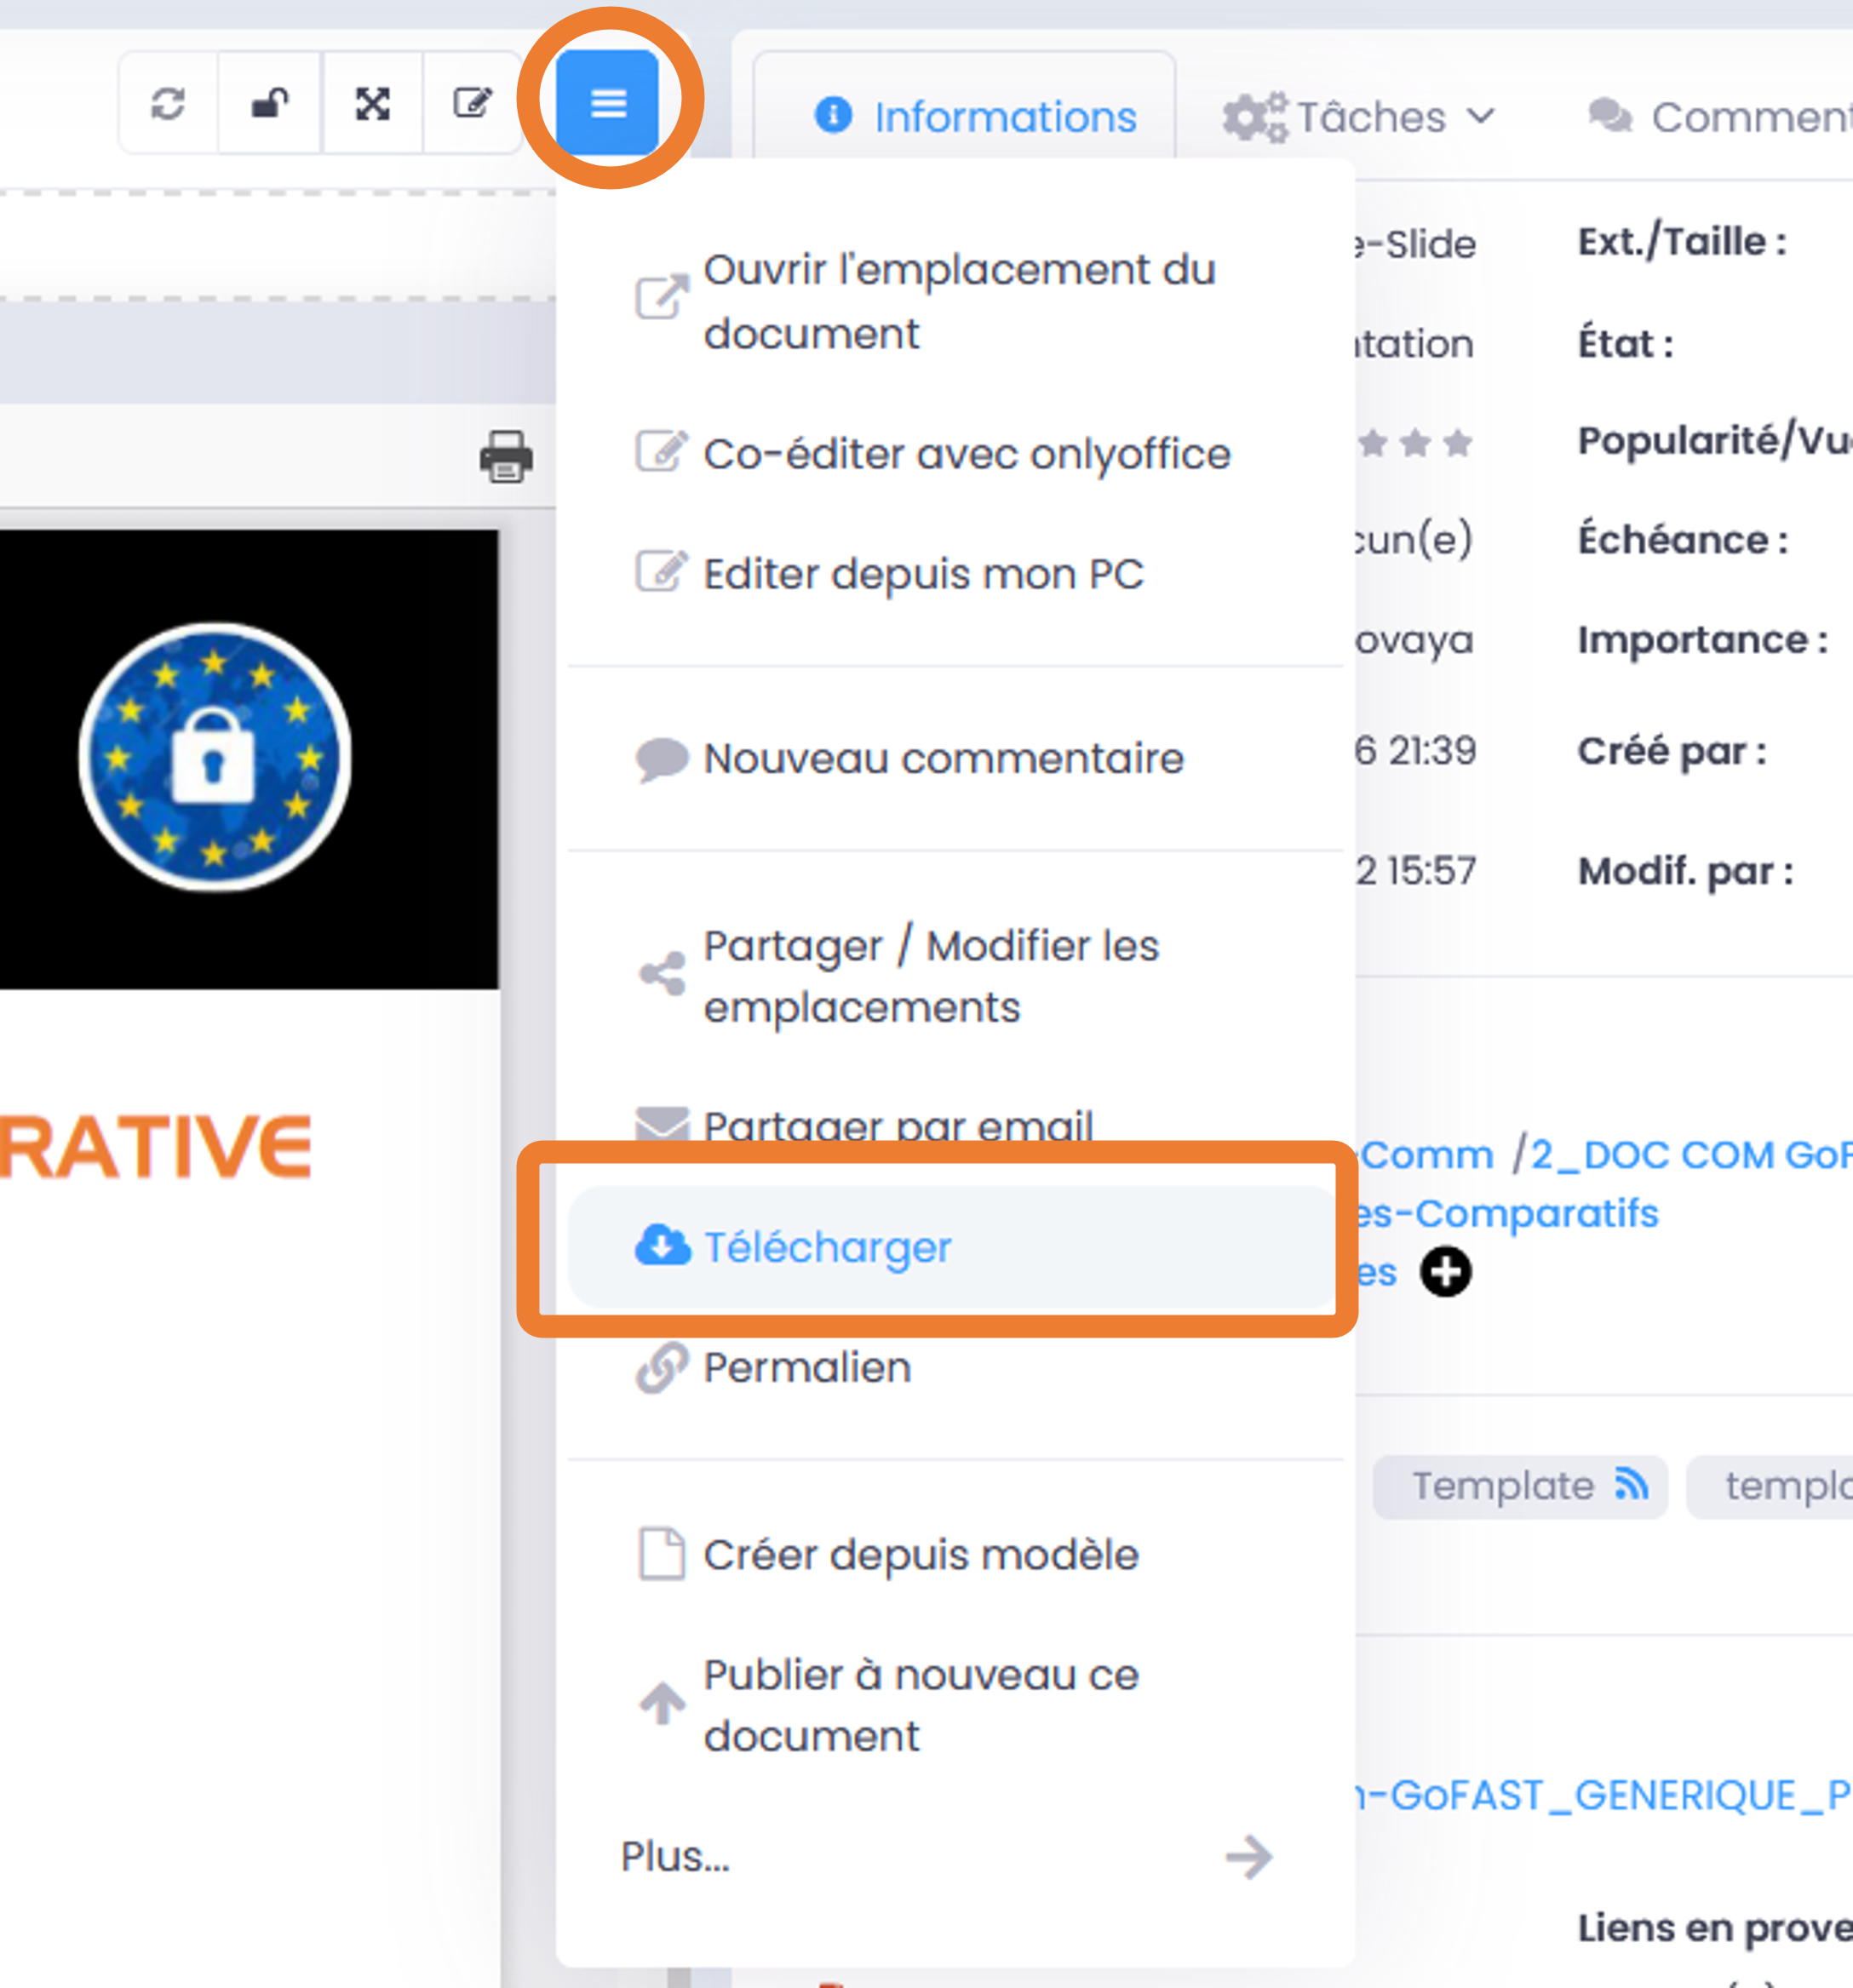 Informations
Tâches
Comment
Ouvrir l'emplacement du
document
Co-éditer avec onlyoffice
Editer depuis mon PC
Nouveau commentaire
Partager / Modifier les
emplacements
Partager par email
Télécharger
Permalien
Créer depuis modèle
Publier à nouveau ce
document
Plus...
RATIVE
e-Slide
Ext./Taille :
ntation
État :
Popularité/Vue
cun(e)
Échéance :
ovaya
Importance :
6 21:39
Créé par :
2 15:57
Modif. par :
-Comm /2_DOC COM GoF
es-Comparatifs
es
Template
templa
n-GoFAST_GENERIQUE_P
Liens en prove